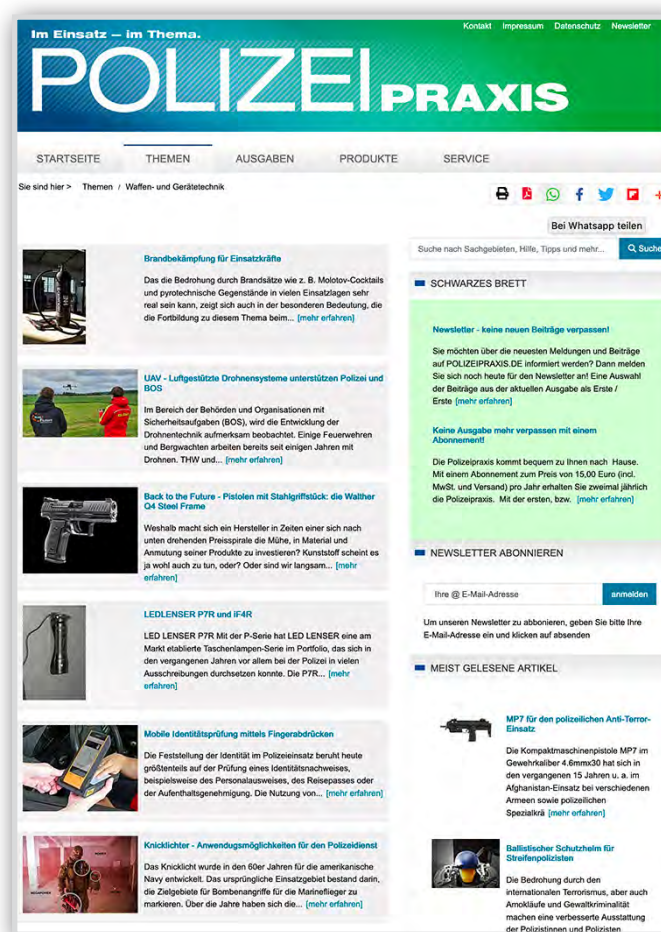 Kontakt Impressum Datenschutz Newsletter
Im Einsatz – im Thema.
POLIZEI PRAXIS
STARTSEITE THEMEN AUSGABEN PRODUKTE SERVICE
Sie sind hier > Themen / Waffen- und Gerätetechnik
Bei Whatsapp teilen
Brandbekämpfung für Einsatzkräfte
Das die Bedrohung durch Brandsätze wie z. B. Molotov-Cocktails
und pyrotechnische Gegenstände in vielen Einsatzlagen sehr
real sein kann, zeigt sich auch in der besonderen Bedeutung, die
die Fortbildung zu diesem Thema beim... [mehr erfahren]
UAV - Luftgestützte Drohnensysteme unterstützen Polizei und
BOS
Im Bereich der Behörden und Organisationen mit
Sicherheitsaufgaben (BOS), wird die Entwicklung der
Drohnentechnik aufmerksam beobachtet. Einige Feuerwehren
und Bergwachten arbeiten bereits seit einigen Jahren mit
Drohnen. THW und... [mehr erfahren]
Back to the Future - Pistolen mit Stahlgriffstück: die Walther
Q4 Steel Frame
Weshalb macht sich ein Hersteller in Zeiten einer sich nach
unten drehenden Preisspirale die Mühe, in Material und
Anmutung seiner Produkte zu investieren? Kunststoff scheint es
ja wohl auch zu tun, oder? Oder sind wir langsam... [mehr
erfahren]
LEDLENSER P7R und iF4R
LED LENSER P7R Mit der P-Serie hat LED LENSER eine am
Markt etablierte Taschenlampen-Serie im Portfolio, das sich in
den vergangenen Jahren vor allem bei der Polizei in vielen
Ausschreibungen durchsetzen konnte. Die P7R... [mehr
erfahren]
Mobile Identitätsprüfung mittels Fingerabdrücken
Die Feststellung der Identität im Polizeieinsatz beruht heute
größtenteils auf der Prüfung eines Identitätsnachweises,
beispielsweise des Personalausweises, des Reisepasses oder
der Aufenthaltsgenehmigung. Die Nutzung von... [mehr erfahren]
Knicklichter - Anwendugsmöglichkeiten für den Polizeidienst
Das Knicklicht wurde in den 60er Jahren für die amerikanische
Navy entwickelt. Das ursprüngliche Einsatzgebiet bestand darin,
die Zielgebiete für Bombenangriffe für die Marineflieger zu
markieren. Über die Jahre haben sich die... [mehr erfahren]
Suche nach Sachgebieten, Hilfe, Tipps und mehr... Suche
SCHWARZES BRETT
Newsletter - keine neuen Beiträge verpassen!
Sie möchten über die neuesten Meldungen und Beiträge
auf POLIZEIPRAXIS.DE informiert werden? Dann melden
Sie sich noch heute für den Newsletter an! Eine Auswahl
der Beiträge aus der aktuellen Ausgabe als Erste /
Erste [mehr erfahren]
Keine Ausgabe mehr verpassen mit einem
Abonnement!
Die Polizeipraxis kommt bequem zu Ihnen nach Hause.
Mit einem Abonnement zum Preis von 15,00 Euro (incl.
MwSt. und Versand) pro Jahr erhalten Sie zweimal jährlich
die Polizeipraxis. Mit der ersten, bzw. [mehr erfahren]
NEWSLETTER ABONNIEREN
Ihre @ E-Mail-Adresse anmelden
Um unseren Newsletter zu abbonieren, geben Sie bitte Ihre
E-Mail-Adresse ein und klicken auf absenden
MEIST GELESENE ARTIKEL
MP7 für den polizeilichen Anti-Terror-
Einsatz
Die Kompaktmaschinenpistole MP7 im
Gewehrkaliber 4.6mmx30 hat sich in
den vergangenen 15 Jahren u. a. im
Afghanistan-Einsatz bei verschiedenen
Armeen sowie polizeilichen
Spezialkrä [mehr erfahren]
Ballistischer Schutzhelm für
Streifenpolizisten
Die Bedrohung durch den
internationalen Terrorismus, aber auch
Amokläufe und Gewaltkriminalität
machen eine verbesserte Ausstattung
der Polizistinnen und Polizisten